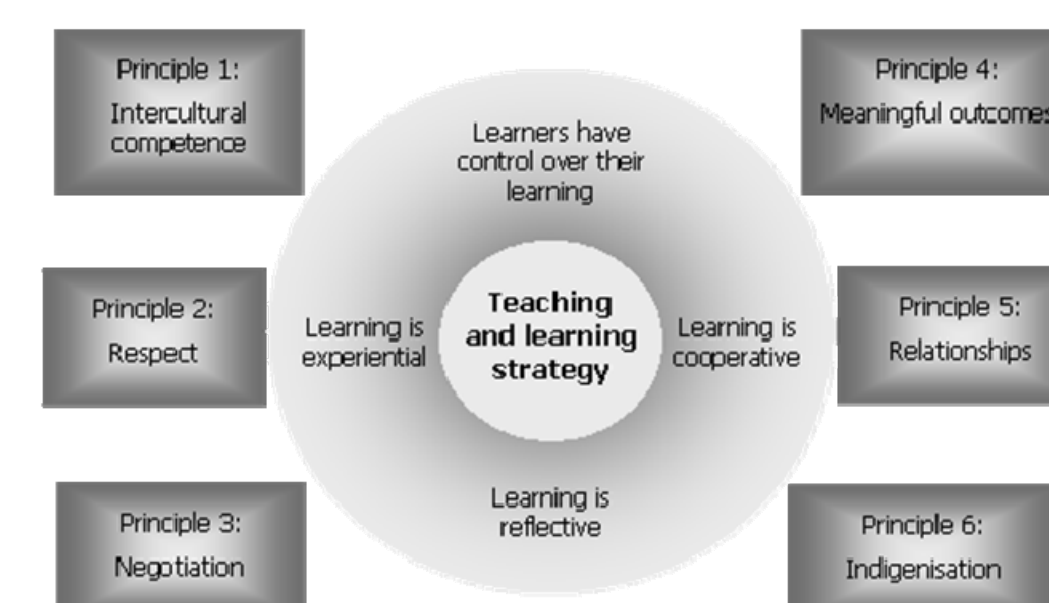 Principle 1:
Intercultural
competence
Principle 2:
Respect
Principle 3:
Negotiation
Learners have
control over their
learning
Learning is
experiential
Teaching
and learning
strategy
Learning is
cooperative
Learning is
reflective
Principle 4:
Meaningful outcomes
Principle 5:
Relationships
Principle 6:
Indigenisation